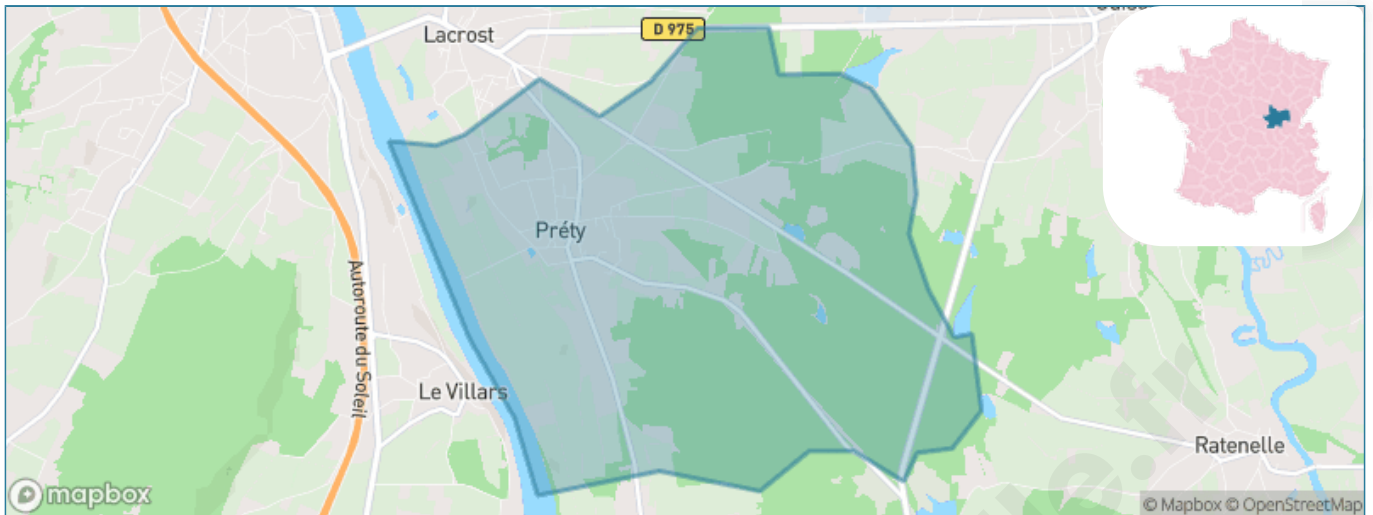 Lacrost
D 975
Préty
Autoroute du Soleil
Le Villars
Ratenelle
mapbox
© Mapbox © OpenStreetMap